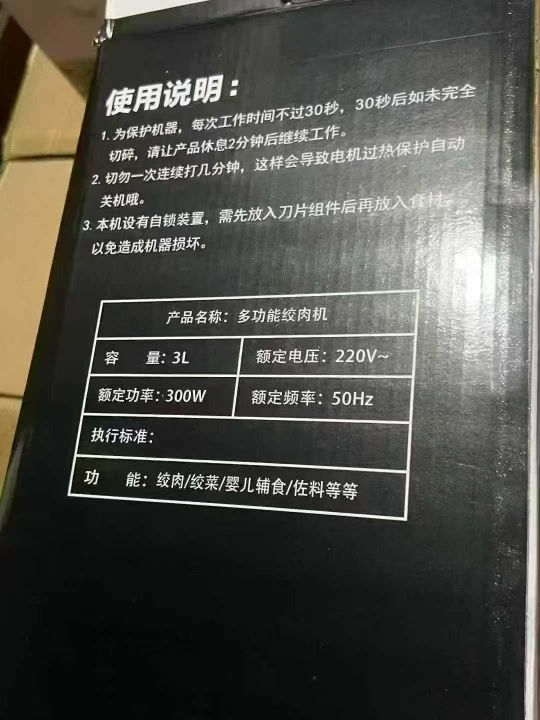 使用说明：
1. 为保护机器，每次工作时间不过30秒，30秒后如未完全
切碎，请让产品休息2分钟后继续工作。
2. 切勿一次连续打几分钟，这样会导致电机过热保护自动
关机哦。
3. 本机设有自锁装置，需先放入刀片组件后再放入食材，
以免造成机器损坏。
产品名称：多功能绞肉机
容 量：3L 额定电压：220V~
额定功率：300W 额定频率：50Hz
执行标准：
功 能：绞肉/绞菜/婴儿辅食/佐料等等